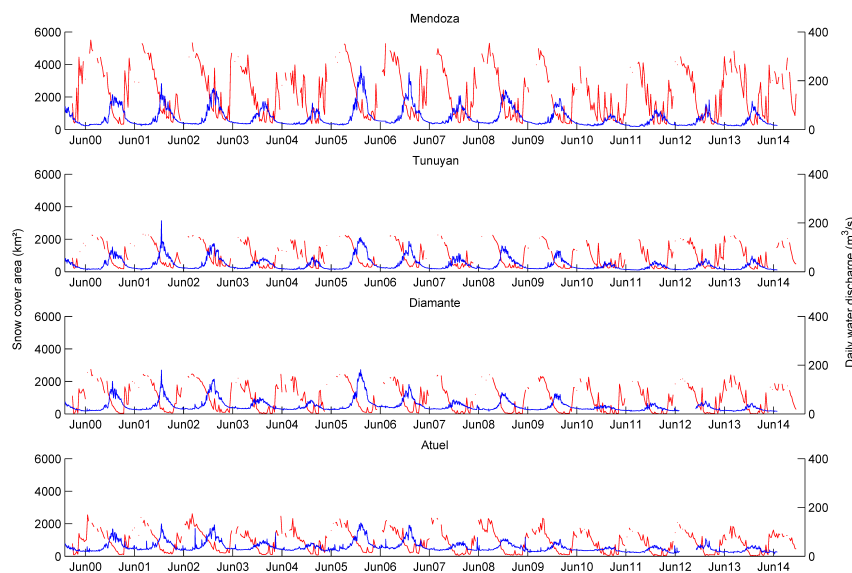 Mendoza
6000 400
4000
200
2000
0 0
Jun00 Jun01 Jun02 Jun03 Jun04 Jun05 Jun06 Jun07 Jun08 Jun09 Jun10 Jun11 Jun12 Jun13 Jun14
Tunuyan
6000 400
4000
200
2000
0 0
Jun00 Jun01 Jun02 Jun03 Jun04 Jun05 Jun06 Jun07 Jun08 Jun09 Jun10 Jun11 Jun12 Jun13 Jun14
Snow cover area (km²)
Daily water discharge (m³/s)
Diamante
6000 400
4000
200
2000
0 0
Jun00 Jun01 Jun02 Jun03 Jun04 Jun05 Jun06 Jun07 Jun08 Jun09 Jun10 Jun11 Jun12 Jun13 Jun14
Atuel
6000 400
4000
200
2000
0 0
Jun00 Jun01 Jun02 Jun03 Jun04 Jun05 Jun06 Jun07 Jun08 Jun09 Jun10 Jun11 Jun12 Jun13 Jun14